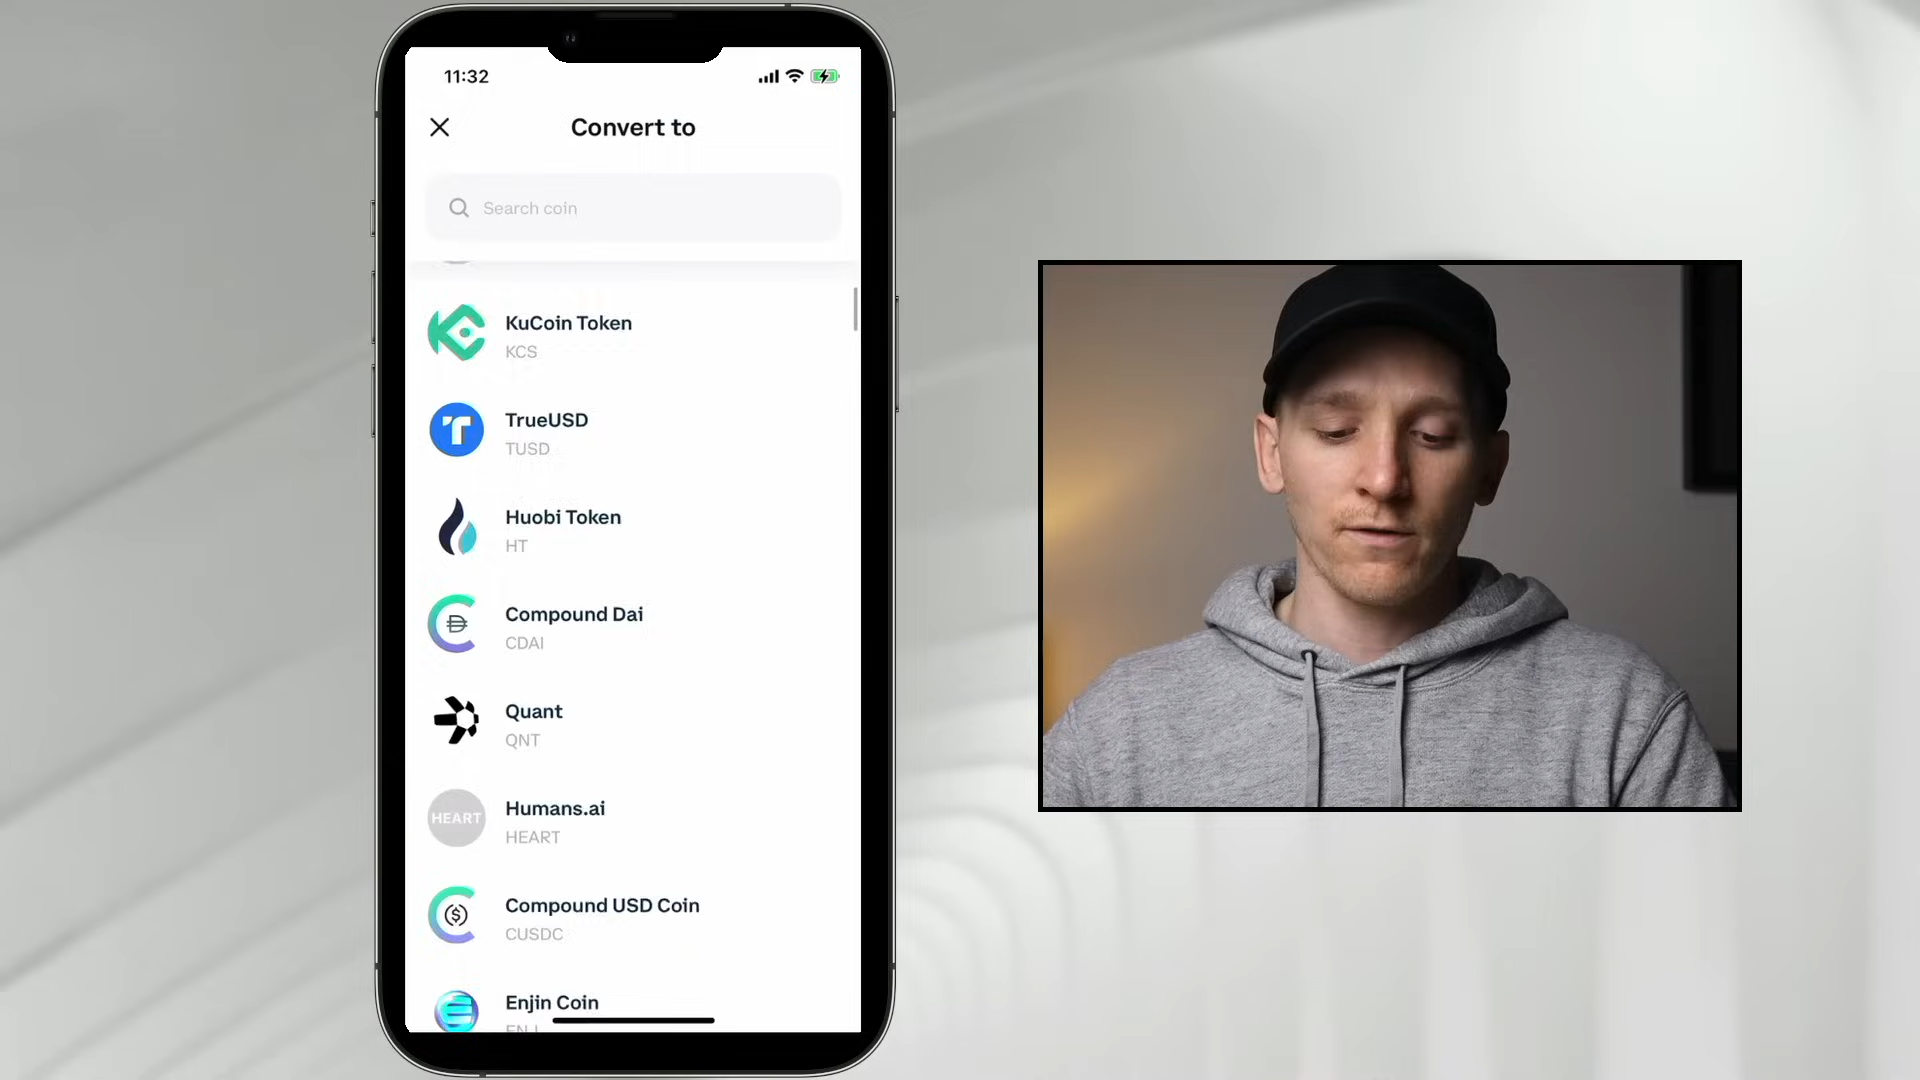 11:32
Convert to
Search coin
KuCoin Token
KCS
TrueUSD
TUSD
Huobi Token
HT
Compound Dai
CDAI
Quant
QNT
HEART
Humans.ai
HEART
Compound USD Coin
CUSDC
Enjin Coin
ENJ